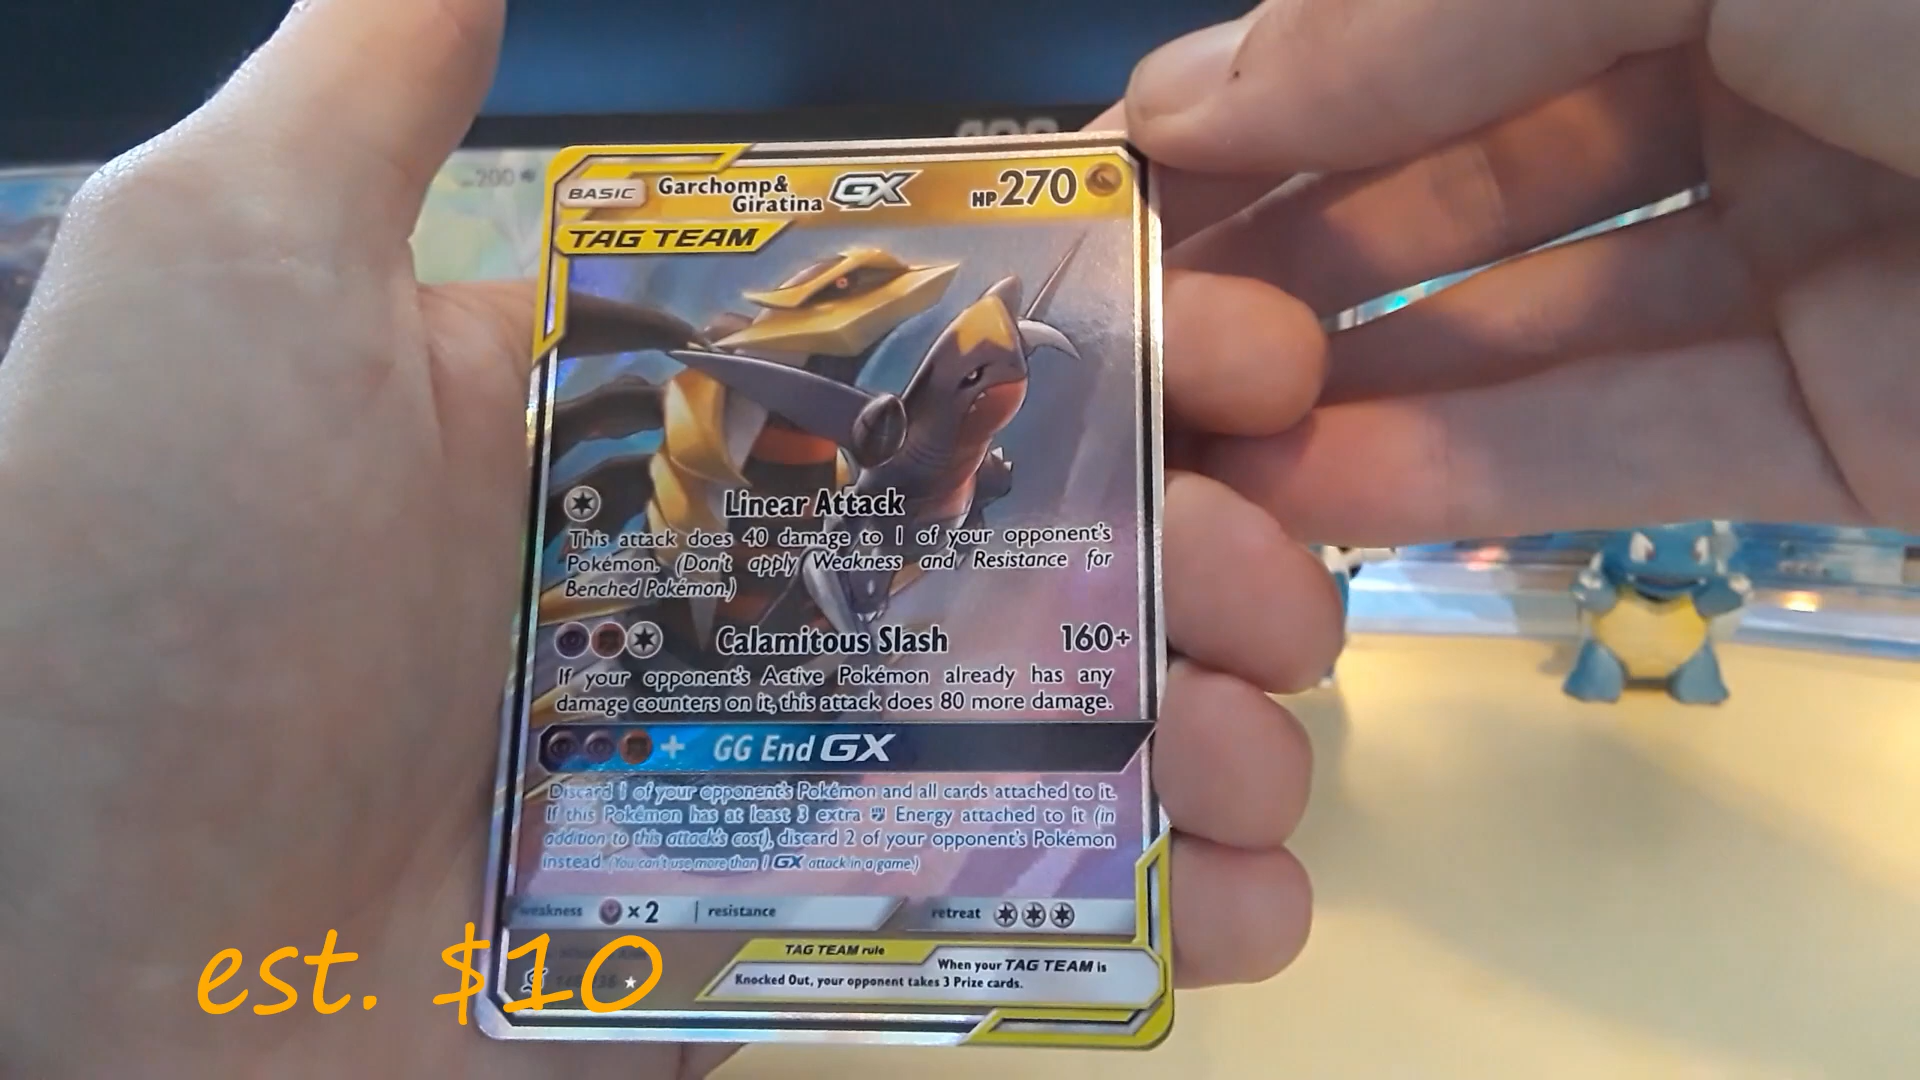 200
BASIC Garchomp& Giratina GX HP270
TAG TEAM
Linear Attack
This attack does 40 damage to 1 of your opponent's
Pokémon. (Don't apply Weakness and Resistance for
Benched Pokémon.)
Calamitous Slash 160+
If your opponent's Active Pokémon already has any
damage counters on it, this attack does 80 more damage.
+ GG End GX
Discard 1 of your opponent's Pokémon and all cards attached to it.
If this Pokémon has at least 3 extra Energy attached to it (in
addition to this attack's cost), discard 2 of your opponent's Pokémon
instead. (You can't use more than 1 GX attack in a game.)
weakness ×2 resistance retreat
TAG TEAM rule
When your TAG TEAM is
Knocked Out, your opponent takes 3 Prize cards.
est. $10